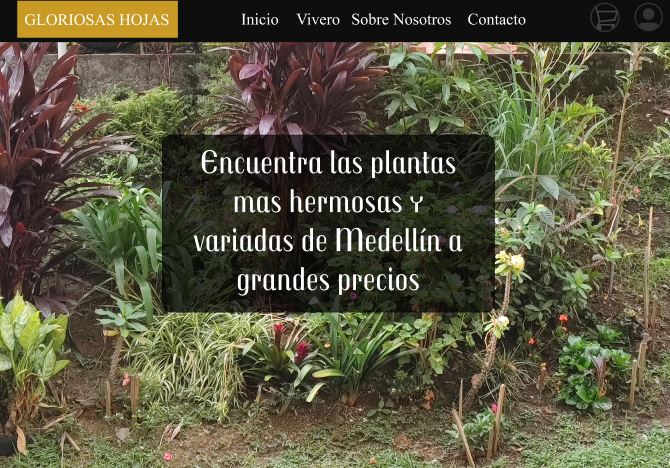 GLORIOSAS HOJAS
Inicio Vivero Sobre Nosotros Contacto
Encuentra las plantas
mas hermosas y
variadas de Medellín a
grandes precios